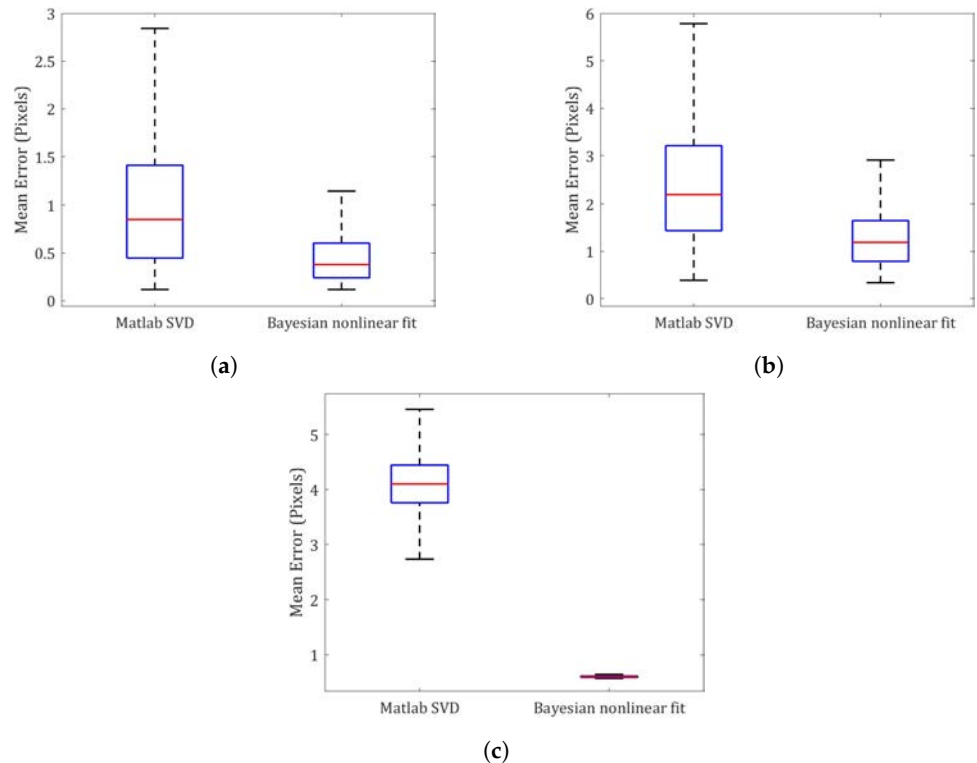 3
2.5
2
1.5
1
0.5
0
Mean Error (Pixels)
Matlab SVD
Bayesian nonlinear fit
(a)
6
5
4
3
2
1
0
Mean Error (Pixels)
Matlab SVD
Bayesian nonlinear fit
(b)
5
4
3
2
1
Mean Error (Pixels)
Matlab SVD
Bayesian nonlinear fit
(c)